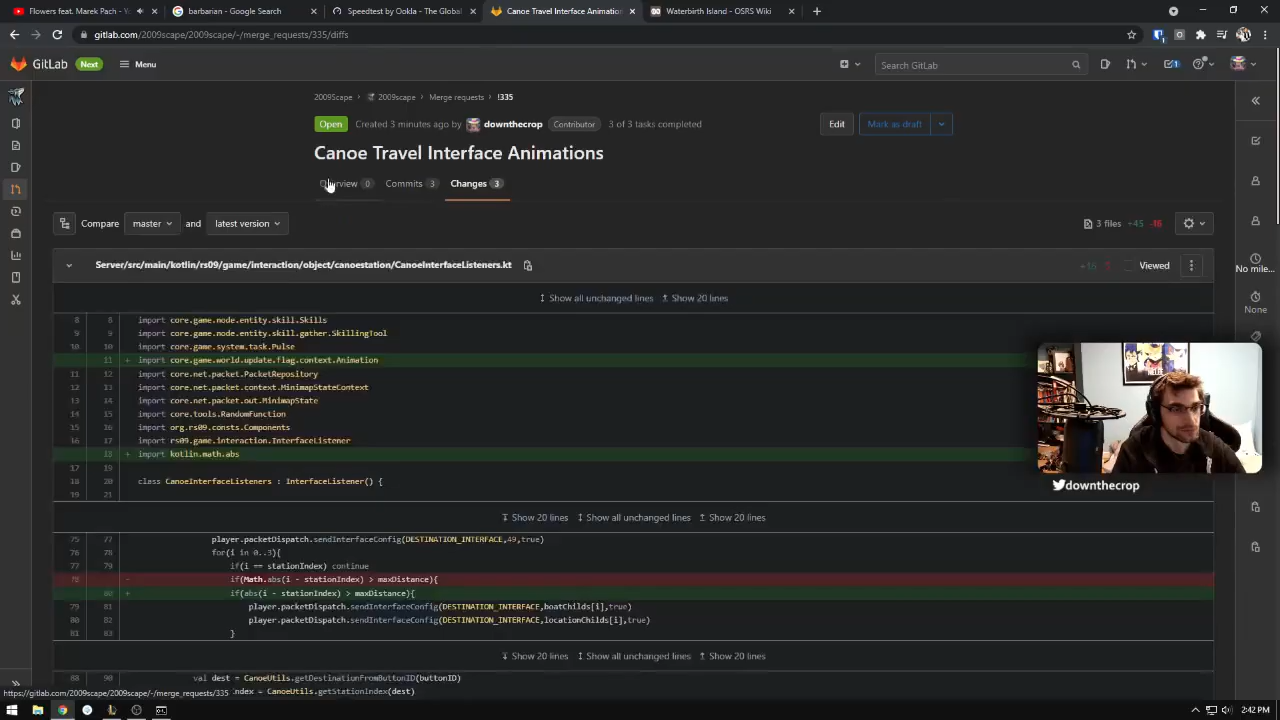 Flowers feat. Marek Pach - Yo
barbarian - Google Search
Speedtest by Ookla - The Global
Canoe Travel Interface Animation
Waterbirth Island - OSRS Wiki
gitlab.com/2009scape/2009scape/-/merge_requests/335/diffs
GitLab Next Menu
Search GitLab
2009Scape > 2009scape > Merge requests > !335
Open Created 3 minutes ago by downthecrop Contributor 3 of 3 tasks completed
Edit Mark as draft
Canoe Travel Interface Animations
Overview 0 Commits 3 Changes 3
Compare master and latest version
3 files +45 -16
Server/src/main/kotlin/rs09/game/interaction/object/canoestation/CanoeInterfaceListeners.kt
Viewed
Show all unchanged lines Show 20 lines
8 8 import core.game.node.entity.skill.Skills
9 9 import core.game.node.entity.skill.gather.SkillingTool
10 10 import core.game.system.task.Pulse
11 + import core.game.world.update.flag.context.Animation
11 12 import core.net.packet.PacketRepository
12 13 import core.net.packet.context.MinimapStateContext
13 14 import core.net.packet.out.MinimapState
14 15 import core.tools.RandomFunction
15 16 import org.rs09.consts.Components
16 17 import rs09.game.interaction.InterfaceListener
18 + import kotlin.math.abs
17 19
18 20 class CanoeInterfaceListeners : InterfaceListener() {
19 21
Show 20 lines Show all unchanged lines Show 20 lines
75 77 player.packetDispatch.sendInterfaceConfig(DESTINATION_INTERFACE,49,true)
76 78 for(i in 0..3){
77 79 if(i == stationIndex) continue
78 - if(Math.abs(i - stationIndex) > maxDistance){
80 + if(abs(i - stationIndex) > maxDistance){
79 81 player.packetDispatch.sendInterfaceConfig(DESTINATION_INTERFACE,boatChilds[i],true)
80 82 player.packetDispatch.sendInterfaceConfig(DESTINATION_INTERFACE,locationChilds[i],true)
81 83 }
Show 20 lines Show all unchanged lines Show 20 lines
88 90 val dest = CanoeUtils.getDestinationFromButtonID(buttonID)
index = CanoeUtils.getStationIndex(dest)
https://gitlab.com/2009scape/2009scape/-/merge_requests/335
No mile...
None
downthecrop
2:42 PM